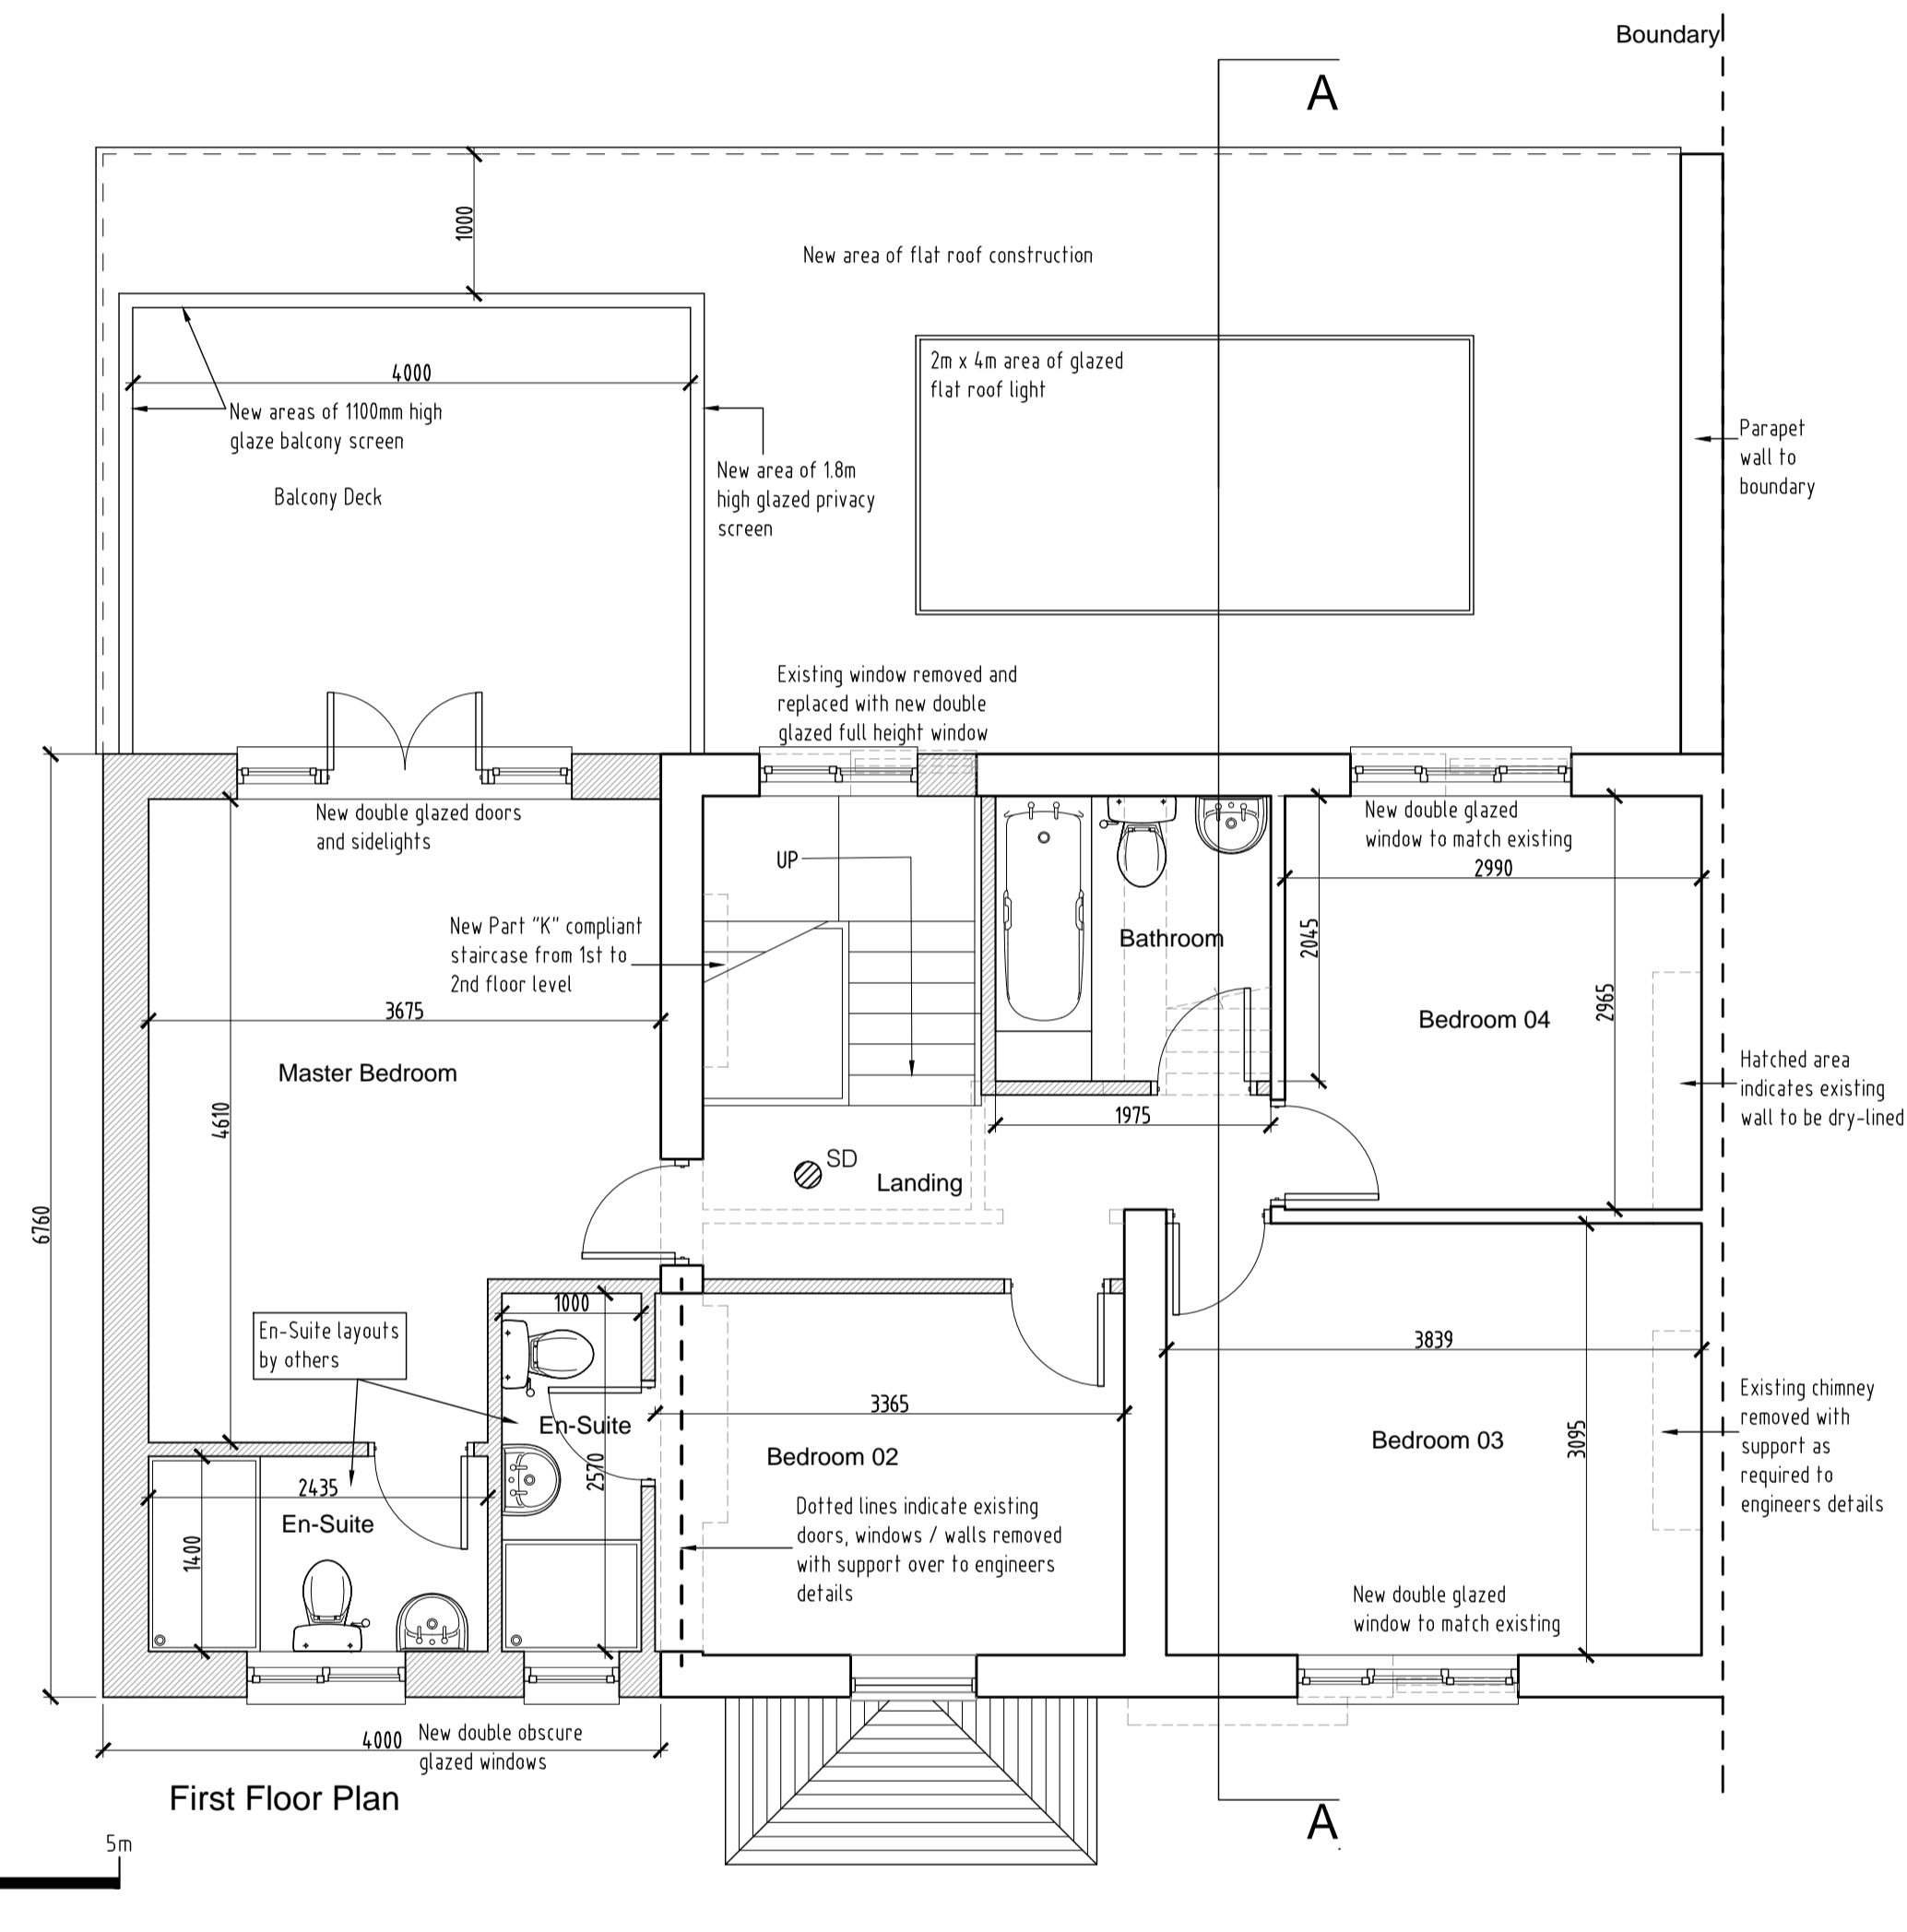 Boundary
A
1000
New area of flat roof construction
2m x 4m area of glazed
flat roof light
4000
New areas of 1100mm high
glaze balcony screen
Balcony Deck
New area of 1.8m
high glazed privacy
screen
Parapet
wall to
boundary
Existing window removed and
replaced with new double
glazed full height window
New double glazed doors
and sidelights
New double glazed
window to match existing
2990
UP
New Part "K" compliant
staircase from 1st to
2nd floor level
Bathroom
2045
2965
Bedroom 04
3675
Master Bedroom
4610
6760
Hatched area
indicates existing
wall to be dry-lined
1975
SD
Landing
1000
En-Suite layouts
by others
En-Suite
2570
3365
Bedroom 02
3839
Bedroom 03
3095
Existing chimney
removed with
support as
required to
engineers details
2435
En-Suite
1400
Dotted lines indicate existing
doors, windows / walls removed
with support over to engineers
details
New double glazed
window to match existing
4000
New double obscure
glazed windows
First Floor Plan
A
5m